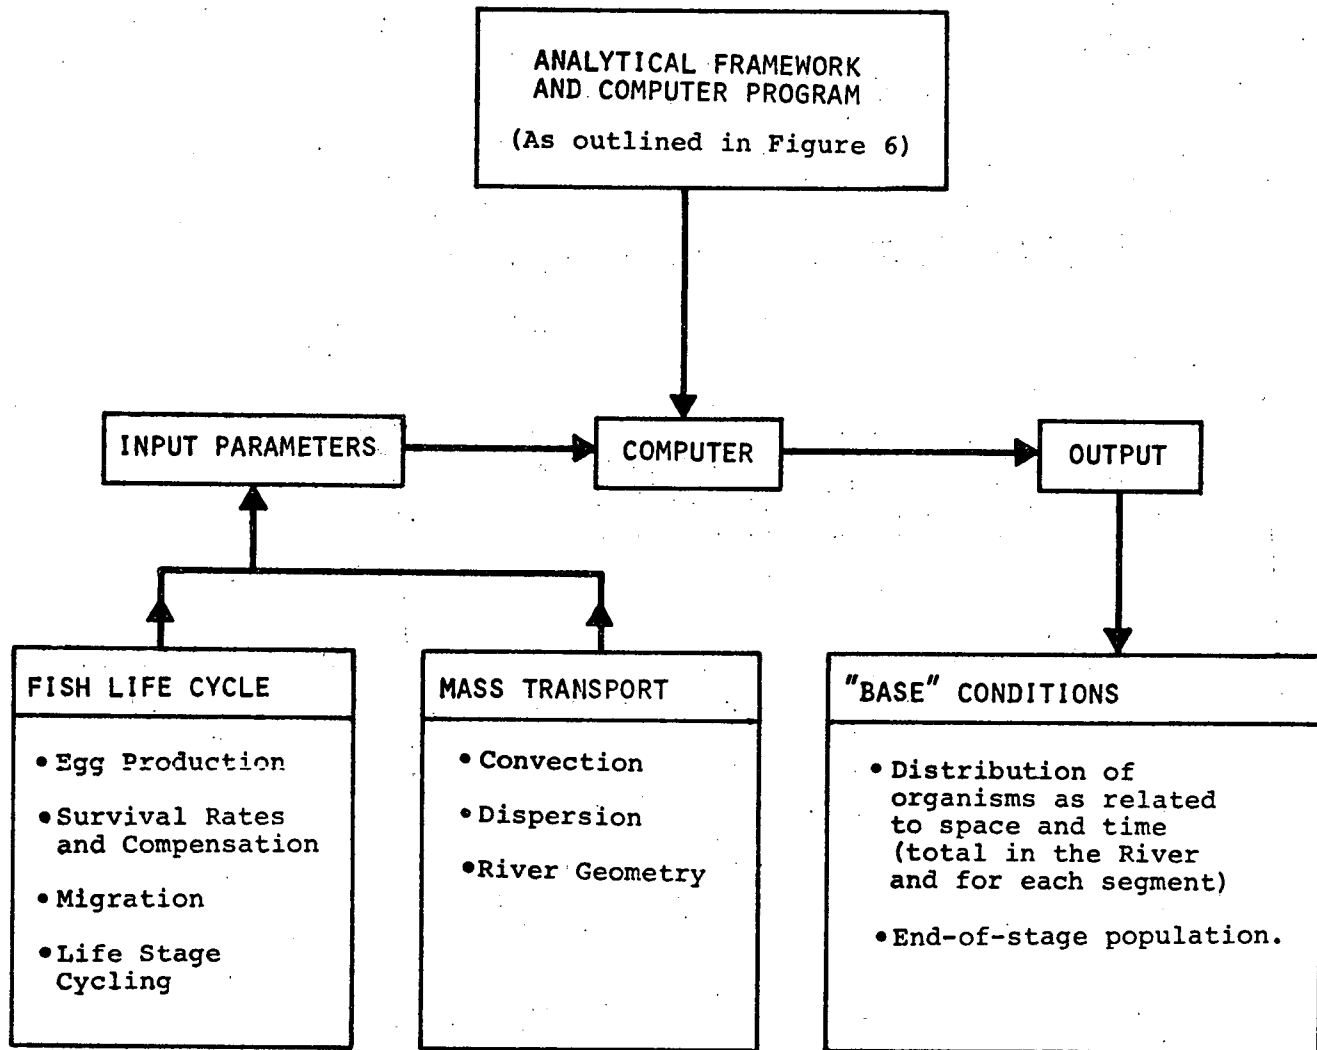 ANALYTICAL FRAMEWORK
AND COMPUTER PROGRAM
(As outlined in Figure 6)
INPUT PARAMETERS
COMPUTER
OUTPUT
FISH LIFE CYCLE
• Egg Production
• Survival Rates
and Compensation
• Migration
• Life Stage
Cycling
MASS TRANSPORT
• Convection
• Dispersion
• River Geometry
"BASE" CONDITIONS
• Distribution of
organisms as related
to space and time
(total in the River
and for each segment)
• End-of-stage population.